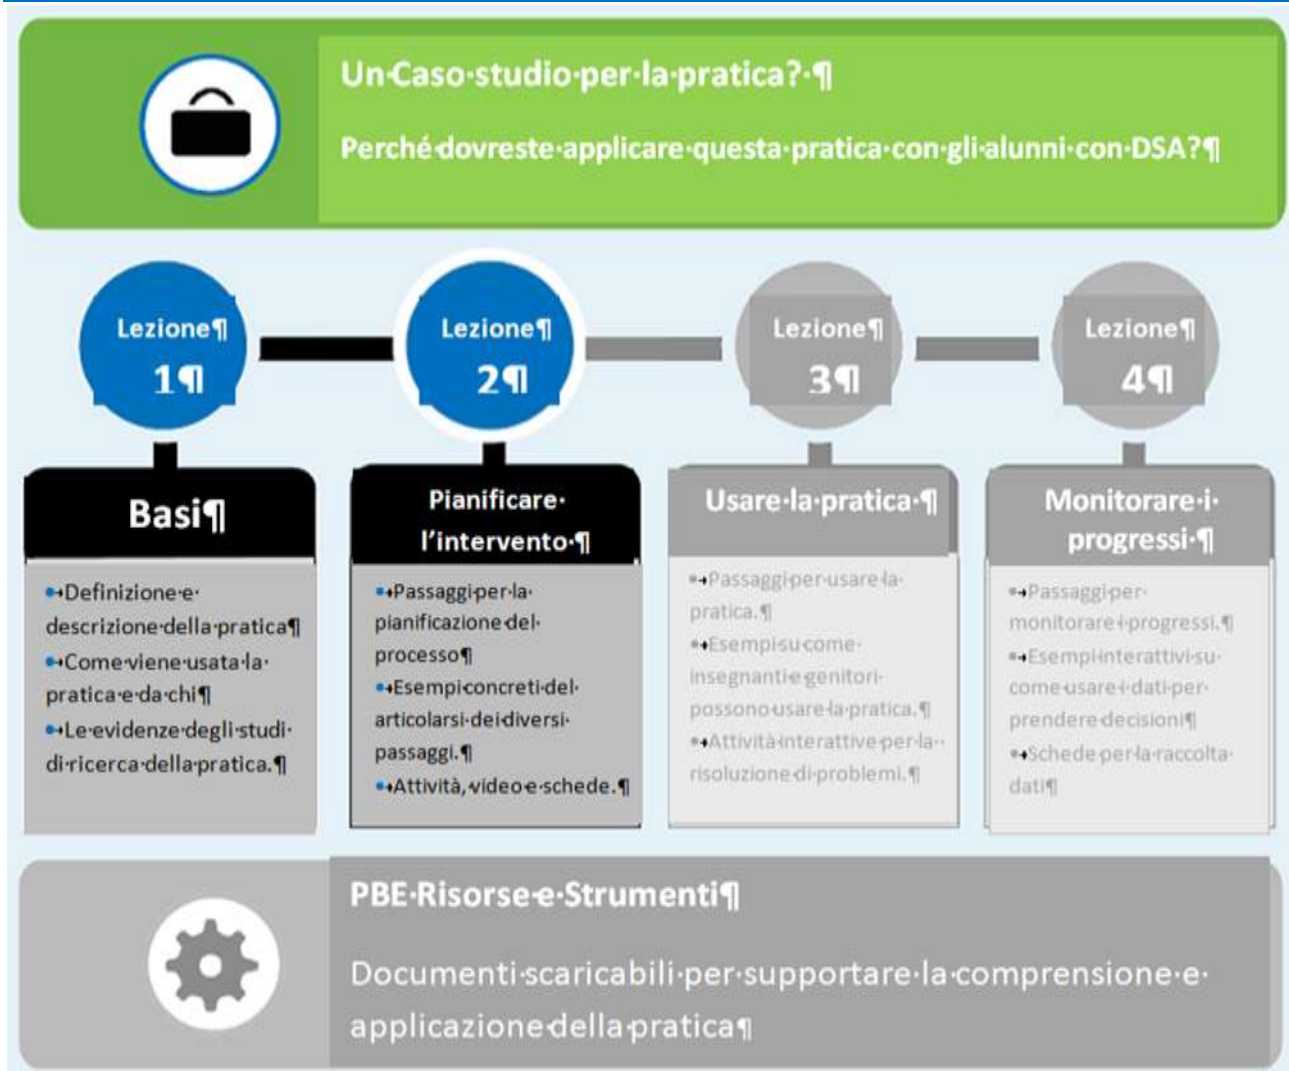 Un·Caso·studio·per·la·pratica?·¶
Perché·dovreste·applicare·questa·pratica·con·gli·alunni·con·DSA?¶
Lezione¶
1¶
Lezione¶
2¶
Lezione¶
3¶
Lezione¶
4¶
Basi¶
•→Definizione·e·
descrizione·della·pratica¶
•→Come·viene·usata·la·
pratica·e·da·chi¶
•→Le·evidenze·degli·studi·
di·ricerca·della·pratica.¶
Pianificare·
l’intervento·¶
•→Passaggi·per·la·
pianificazione·del·
processo¶
•→Esempi·concreti·del·
articolarsi·dei·diversi·
passaggi.¶
•→Attività,·video·e·schede.¶
Usare·la·pratica·¶
•→Passaggi·per·usare·la·
pratica.¶
•→Esempi·su·come·
insegnanti·e·genitori·
possono·usare·la·pratica.¶
•→Attività·interattive·per·la··
risoluzione·di·problemi.¶
Monitorare·i·
progressi·¶
•→Passaggi·per·
monitorare·i·progressi.¶
•→Esempi·interattivi·su·
come·usare·i·dati·per·
prendere·decisioni¶
•→Schede·per·la·raccolta·
dati¶
PBE·Risorse·e·Strumenti¶
Documenti·scaricabili·per·supportare·la·comprensione·e·
applicazione·della·pratica¶